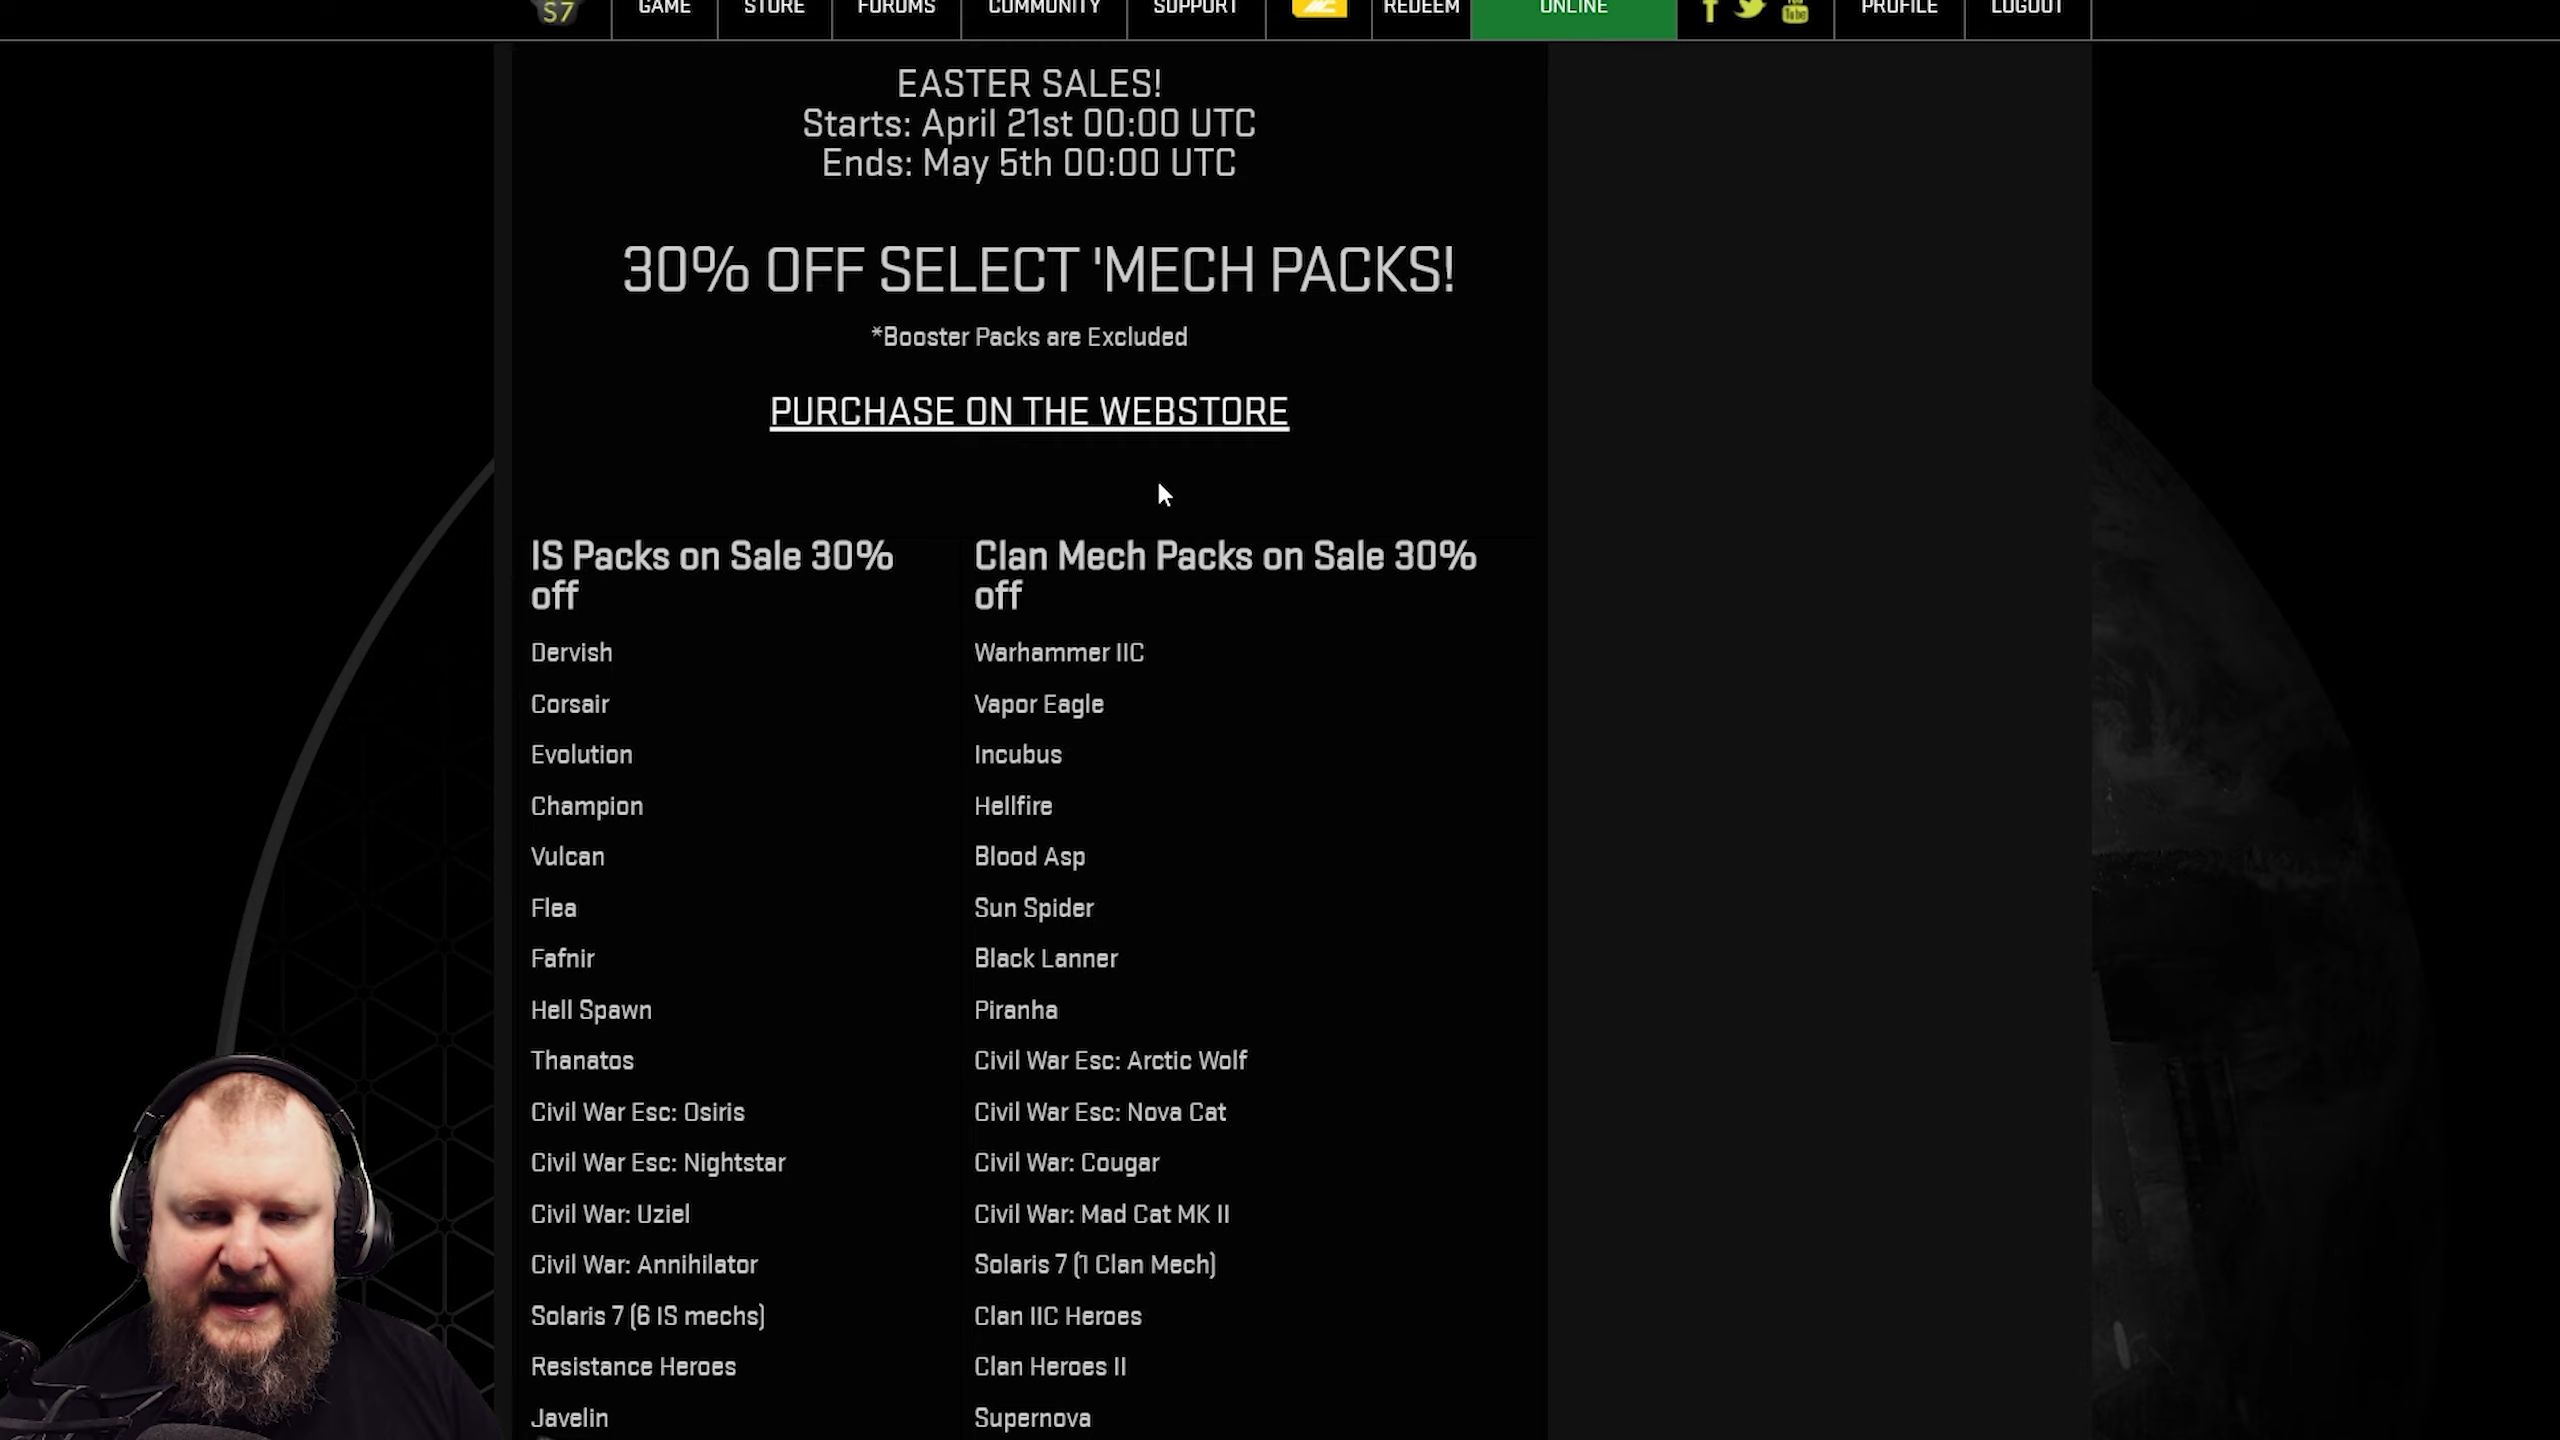 S7
GAME
STORE
FORUMS
COMMUNITY
SUPPORT
MC
REDEEM
ONLINE
f
You
Tube
PROFILE
LOGOUT
EASTER SALES!
Starts: April 21st 00:00 UTC
Ends: May 5th 00:00 UTC
30% OFF SELECT 'MECH PACKS!
*Booster Packs are Excluded
PURCHASE ON THE WEBSTORE
IS Packs on Sale 30%
off
Dervish
Corsair
Evolution
Champion
Vulcan
Flea
Fafnir
Hell Spawn
Thanatos
Civil War Esc: Osiris
Civil War Esc: Nightstar
Civil War: Uziel
Civil War: Annihilator
Solaris 7 (6 IS mechs)
Resistance Heroes
Javelin
Clan Mech Packs on Sale 30%
off
Warhammer IIC
Vapor Eagle
Incubus
Hellfire
Blood Asp
Sun Spider
Black Lanner
Piranha
Civil War Esc: Arctic Wolf
Civil War Esc: Nova Cat
Civil War: Cougar
Civil War: Mad Cat MK II
Solaris 7 (1 Clan Mech)
Clan IIC Heroes
Clan Heroes II
Supernova